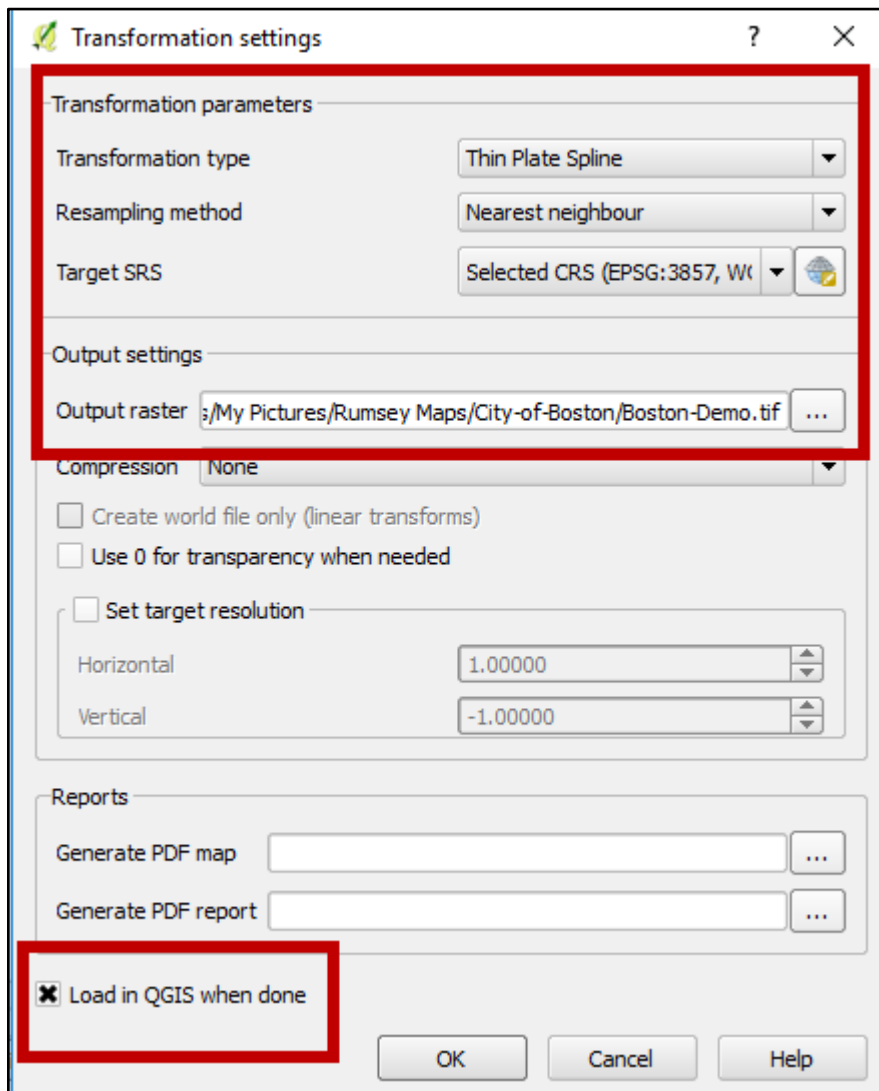 Transformation settings ? X
Transformation parameters
Transformation type Thin Plate Spline
Resampling method Nearest neighbour
Target SRS Selected CRS (EPSG:3857, W
Output settings
Output raster s/My Pictures/Rumsey Maps/City-of-Boston/Boston-Demo.tif ...
Compression None
Create world file only (linear transforms)
Use 0 for transparency when needed
Set target resolution
Horizontal 1.00000
Vertical -1.00000
Reports
Generate PDF map ...
Generate PDF report ...
Load in QGIS when done
OK Cancel Help